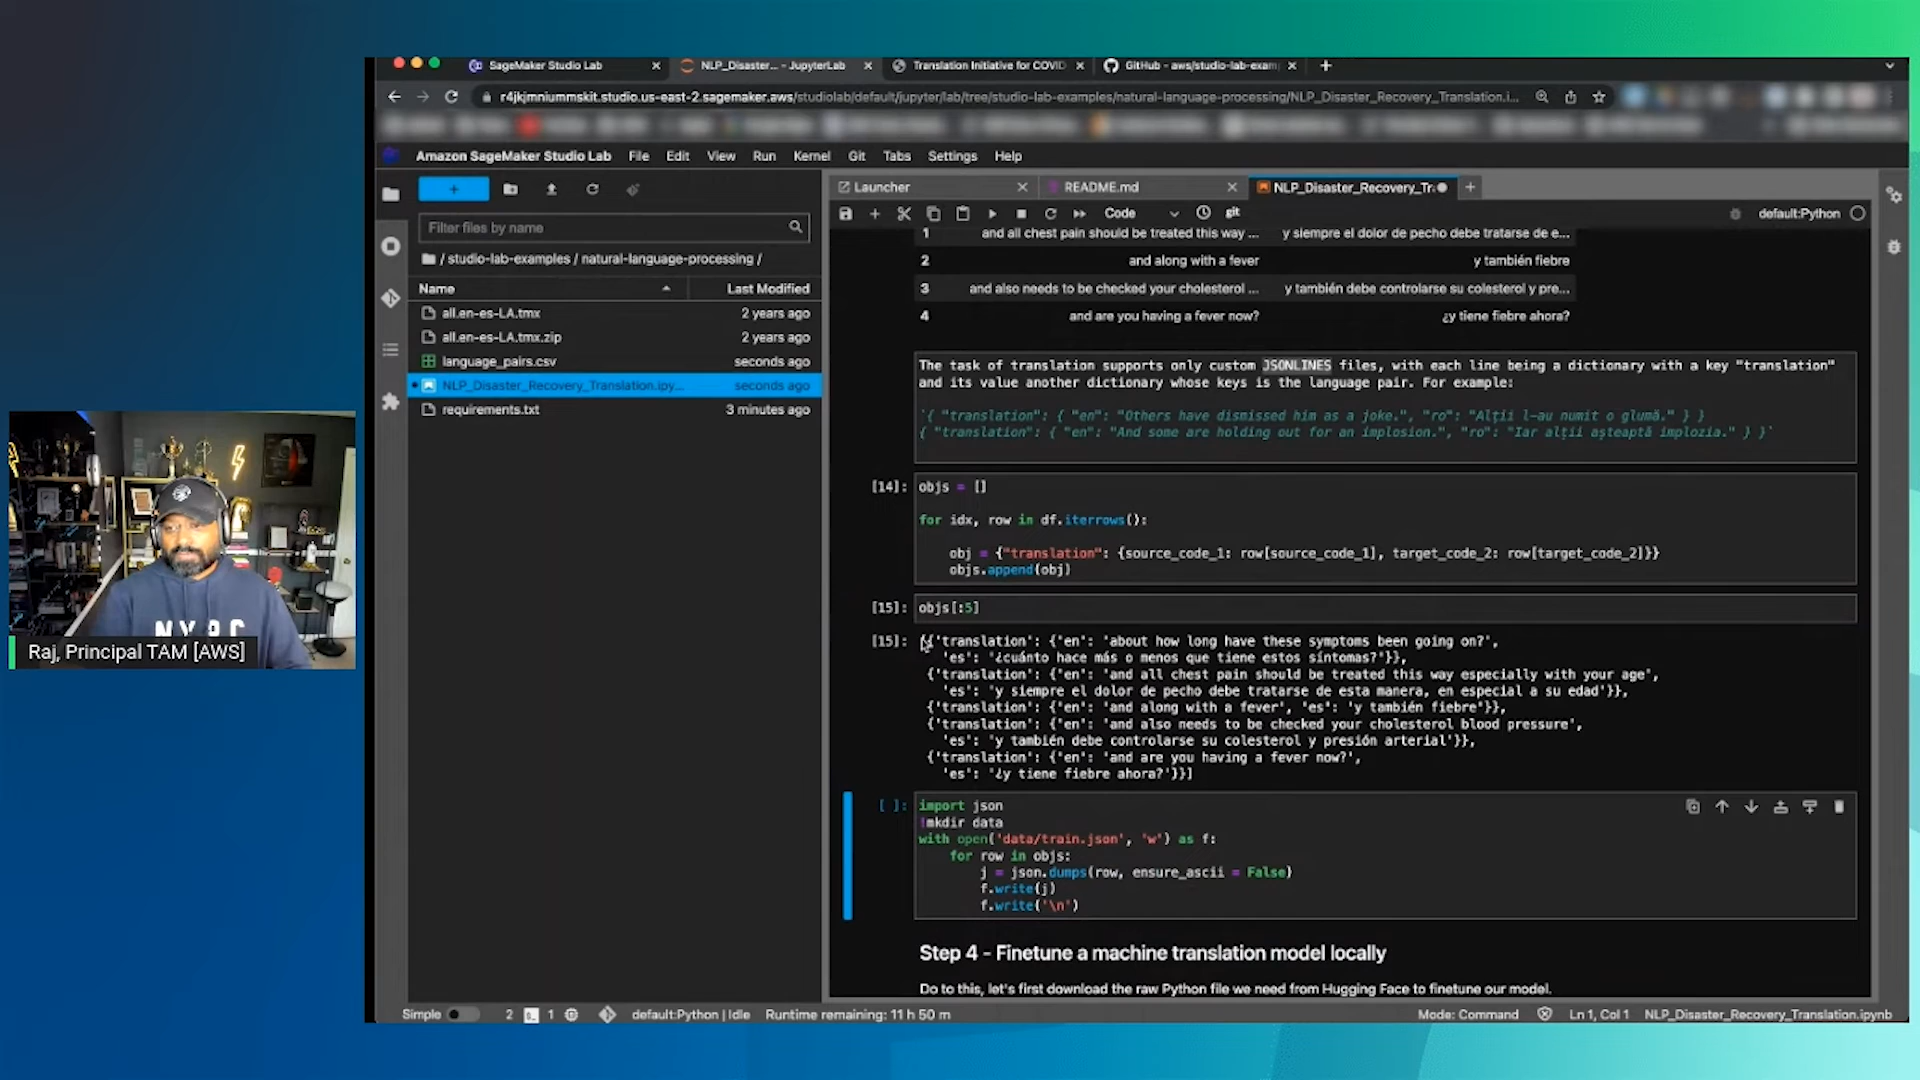 SageMaker Studio Lab
NLP_Disaster... - JupyterLab
Translation Initiative for COVID
GitHub - aws/studio-lab-exam
r4jkjmniummskit.studio.us-east-2.sagemaker.aws/studiolab/default/jupyter/lab/tree/studio-lab-examples/natural-language-processing/NLP_Disaster_Recovery_Translation.i...
Amazon SageMaker Studio Lab File Edit View Run Kernel Git Tabs Settings Help
Filter files by name
/ studio-lab-examples / natural-language-processing /
Name Last Modified
all.en-es-LA.tmx 2 years ago
all.en-es-LA.tmx.zip 2 years ago
language_pairs.csv seconds ago
NLP_Disaster_Recovery_Translation.ipy... seconds ago
requirements.txt 3 minutes ago
Launcher README.md NLP_Disaster_Recovery_Tr
Code git default:Python
1 and all chest pain should be treated this way ... y siempre el dolor de pecho debe tratarse de e...
2 and along with a fever y también fiebre
3 and also needs to be checked your cholesterol ... y también debe controlarse su colesterol y pre...
4 and are you having a fever now? ¿y tiene fiebre ahora?
The task of translation supports only custom JSONLINES files, with each line being a dictionary with a key "translation"
and its value another dictionary whose keys is the language pair. For example:
`{ "translation": { "en": "Others have dismissed him as a joke.", "ro": "Alții l-au numit o glumă." } }
{ "translation": { "en": "And some are holding out for an implosion.", "ro": "Iar alții așteaptă implozia." } }`
[14]: objs = []
for idx, row in df.iterrows():
obj = {"translation": {source_code_1: row[source_code_1], target_code_2: row[target_code_2]}}
objs.append(obj)
[15]: objs[:5]
[15]: [{'translation': {'en': 'about how long have these symptoms been going on?',
'es': '¿cuánto hace más o menos que tiene estos síntomas?'}},
{'translation': {'en': 'and all chest pain should be treated this way especially with your age',
'es': 'y siempre el dolor de pecho debe tratarse de esta manera, en especial a su edad'}},
{'translation': {'en': 'and along with a fever', 'es': 'y también fiebre'}},
{'translation': {'en': 'and also needs to be checked your cholesterol blood pressure',
'es': 'y también debe controlarse su colesterol y presión arterial'}},
{'translation': {'en': 'and are you having a fever now?',
'es': '¿y tiene fiebre ahora?'}}]
[ ]: import json
!mkdir data
with open('data/train.json', 'w') as f:
for row in objs:
j = json.dumps(row, ensure_ascii = False)
f.write(j)
f.write('\n')
Step 4 - Finetune a machine translation model locally
Do to this, let's first download the raw Python file we need from Hugging Face to finetune our model.
Simple 2 1 default:Python | Idle Runtime remaining: 11 h 50 m Mode: Command Ln 1, Col 1 NLP_Disaster_Recovery_Translation.ipynb
Raj, Principal TAM [AWS]